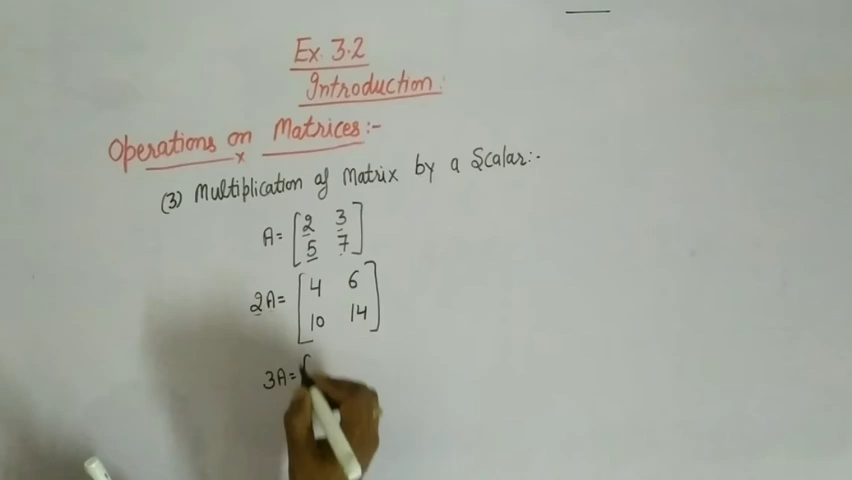 Ex. 3.2
Introduction:
Operations on Matrices:-
x
(3) Multiplication of Matrix by a Scalar:-
A= [2 3
5 7]
2A= [4 6
10 14]
3A= [